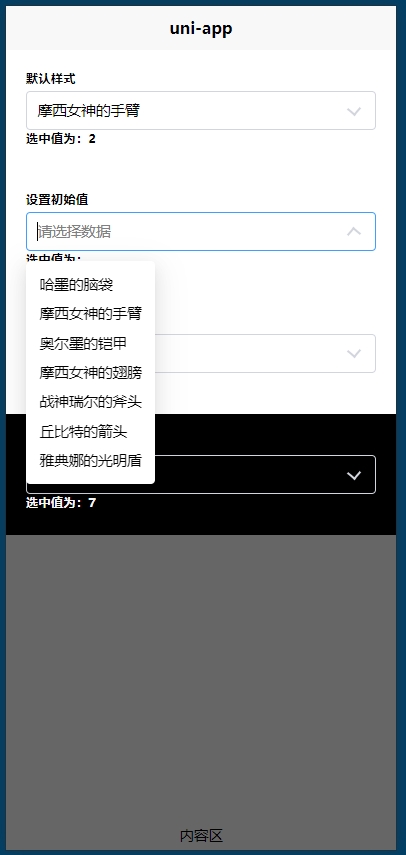 uni-app
默认样式
摩西女神的手臂
选中值为：2
设置初始值
请选择数据
选中值为：
哈墨的脑袋
摩西女神的手臂
奥尔墨的铠甲
摩西女神的翅膀
战神瑞尔的斧头
丘比特的箭头
雅典娜的光明盾
选中值为：7
内容区